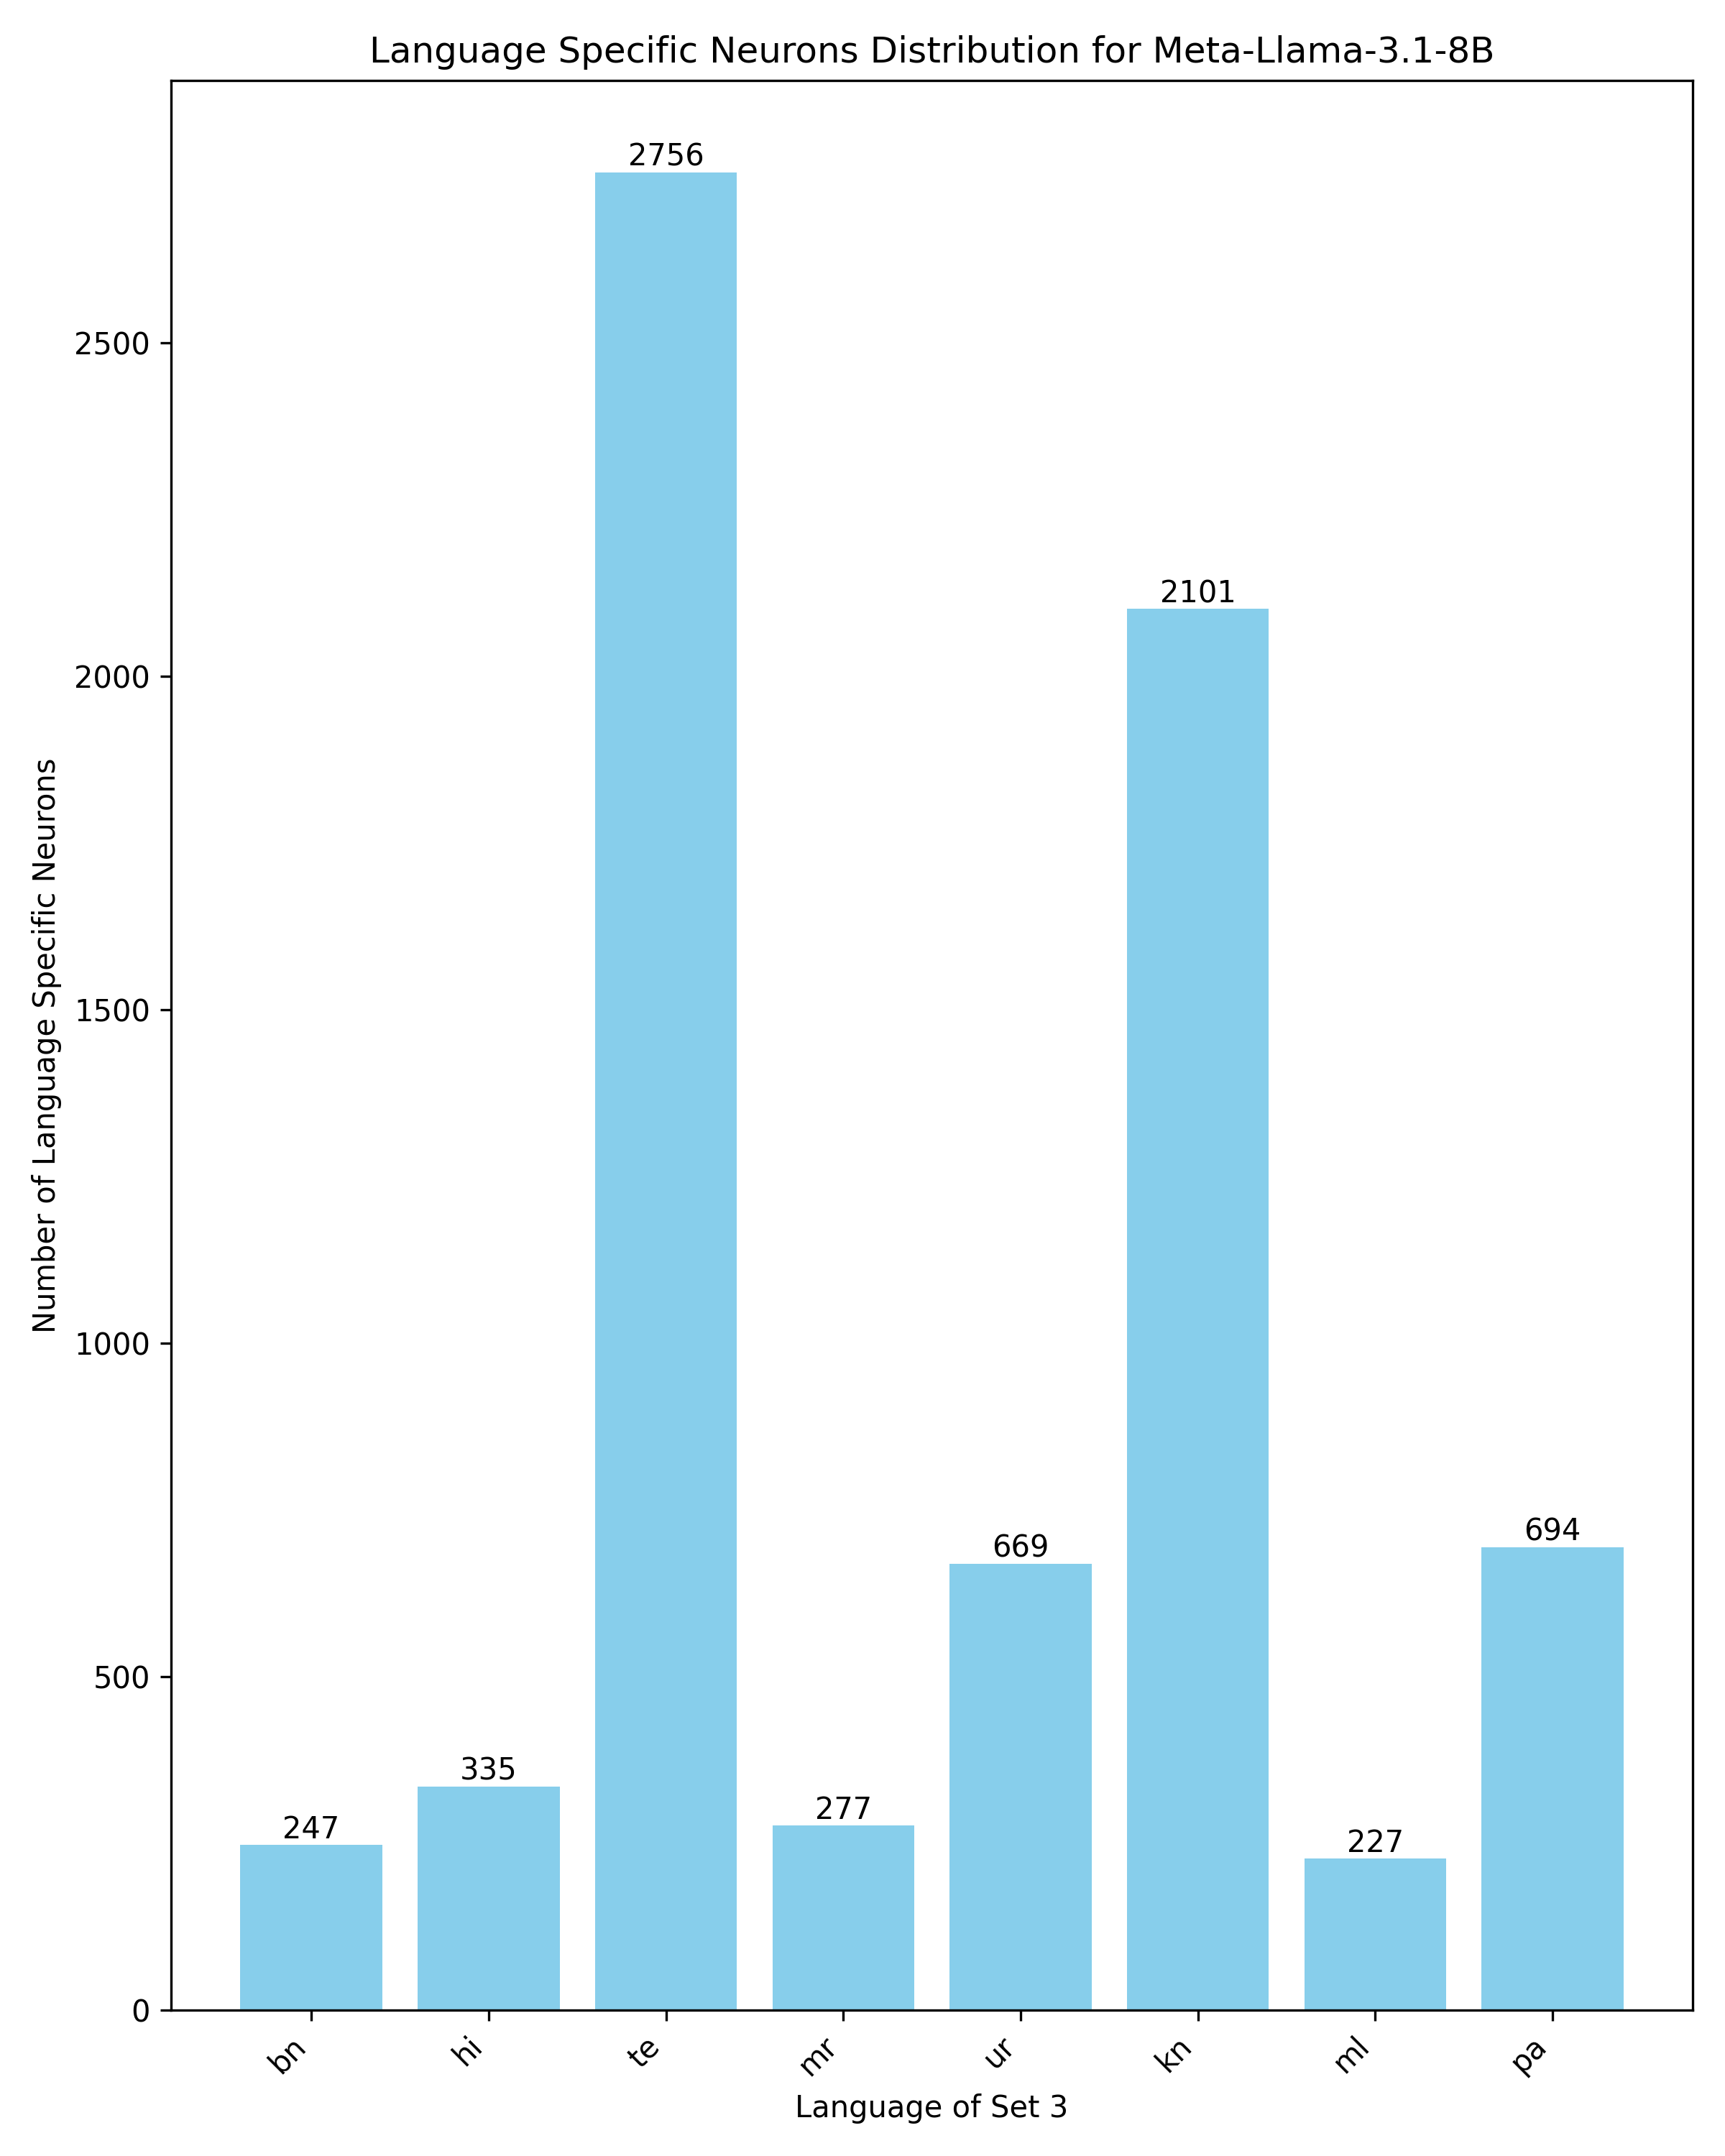 Language Specific Neurons Distribution for Meta-Llama-3.1-8B
Number of Language Specific Neurons
2500
2000
1500
1000
500
0
247
335
2756
277
669
2101
227
694
bn
hi
te
mr
ur
kn
ml
pa
Language of Set 3